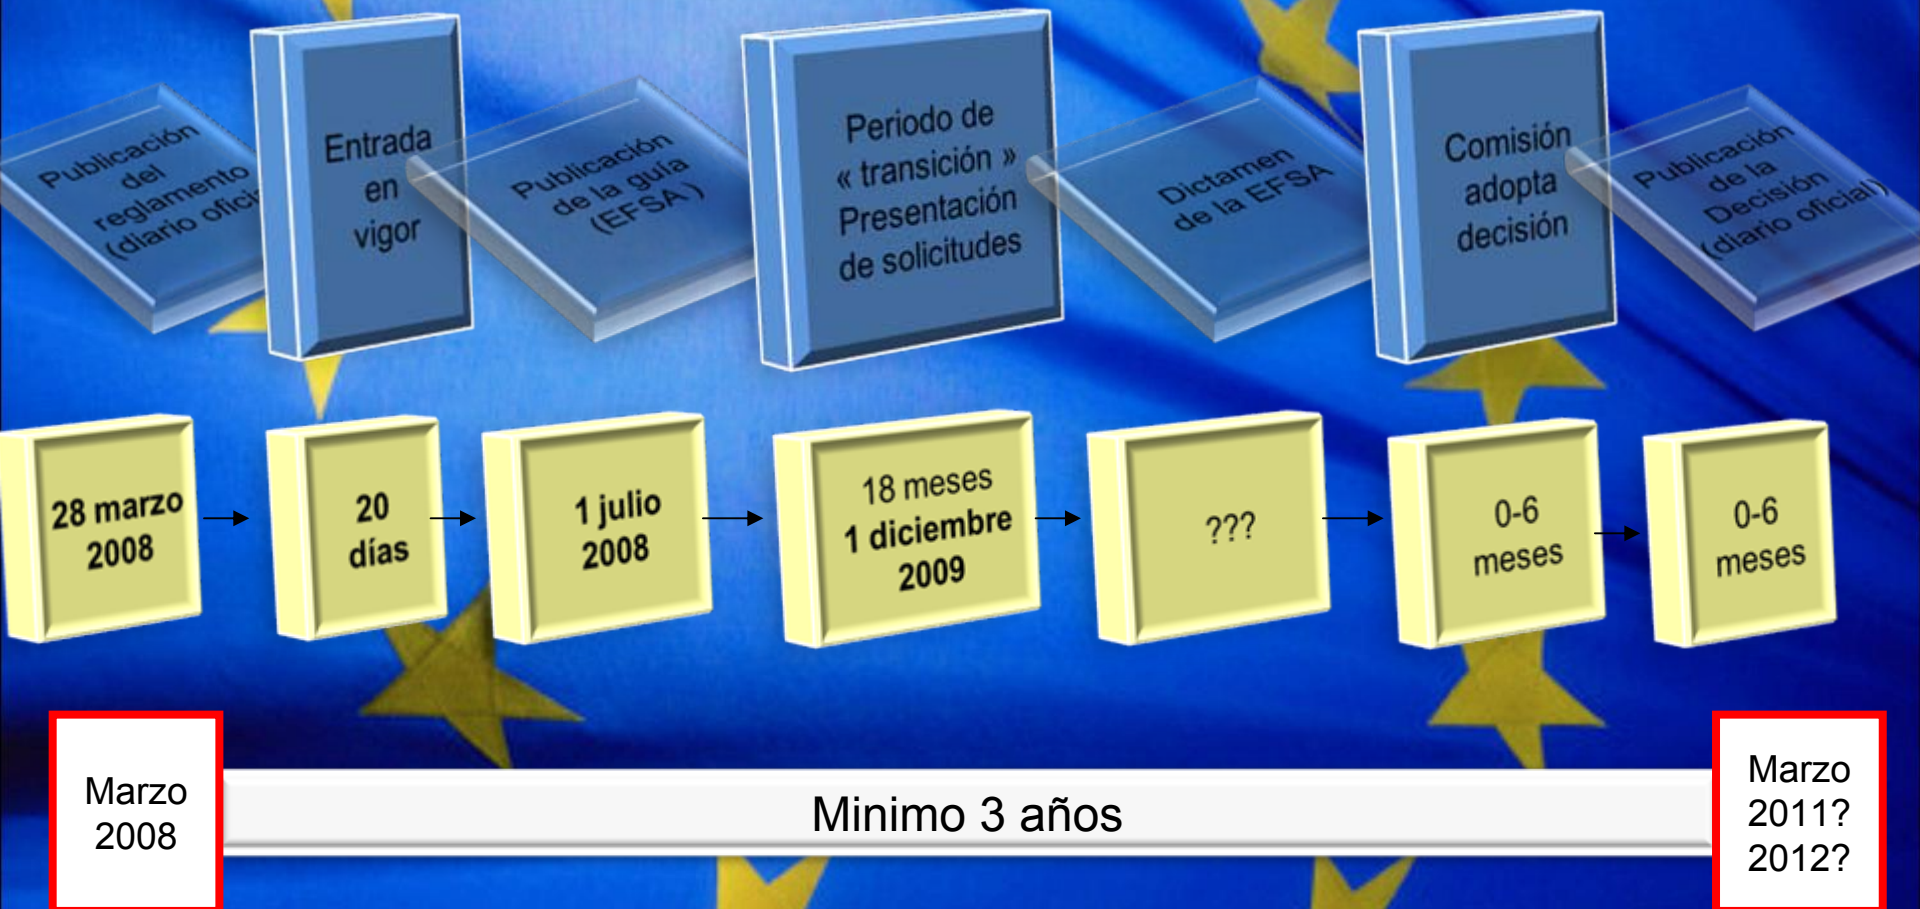 Publicación
del
reglamento
(diario ofici
Entrada
en
vigor
Publicación
de la guía
(EFSA )
Periodo de
« transición »
Presentación
de solicitudes
Dictamen
de la EFSA
Comisión
adopta
decisión
Publicación
de la
Decisión
(diario oficial)
28 marzo
2008
20
días
1 julio
2008
18 meses
1 diciembre
2009
???
0-6
meses
0-6
meses
Marzo
2008
Minimo 3 años
Marzo
2011?
2012?